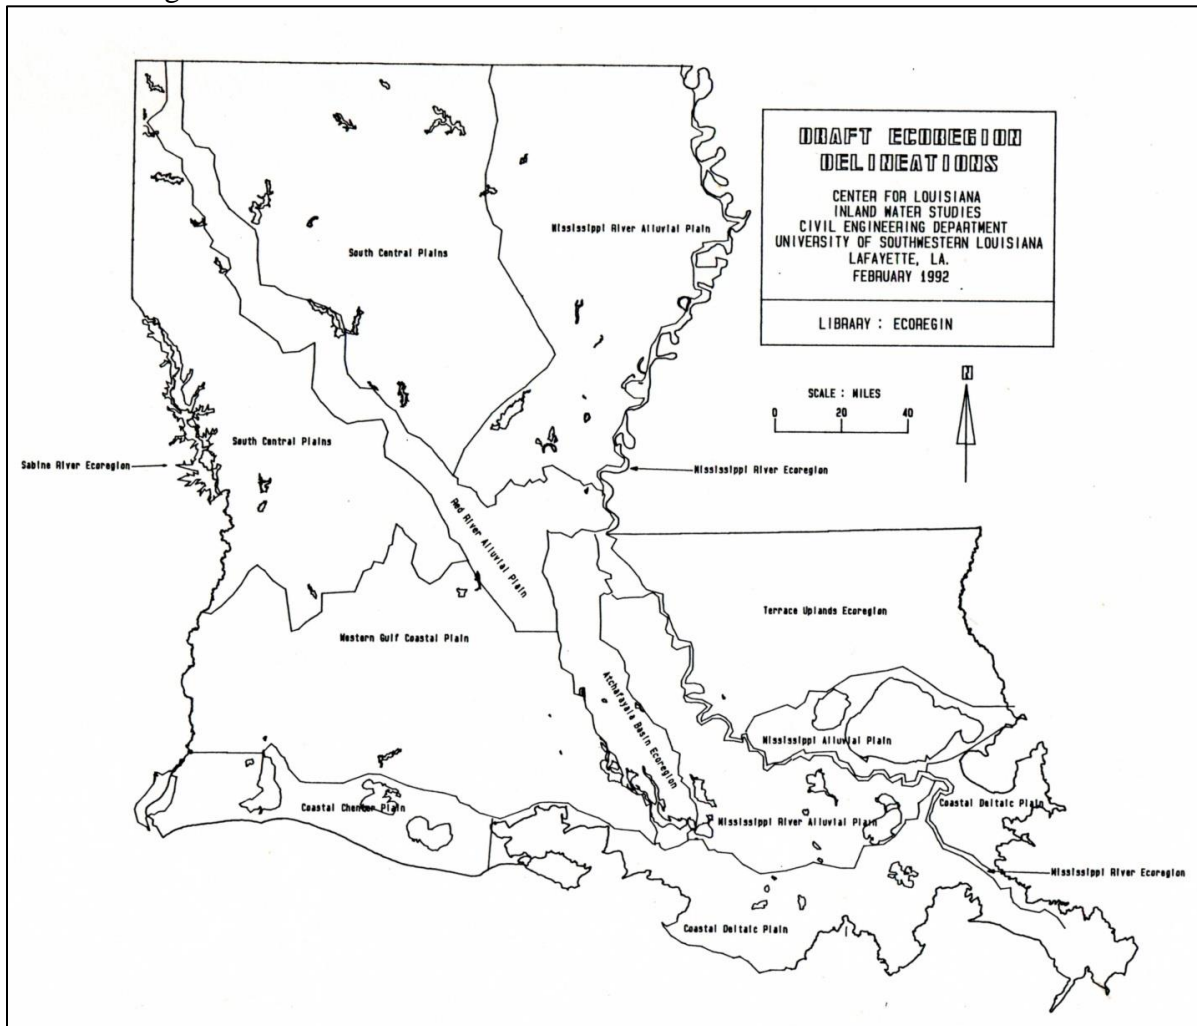 DRAFT ECOREGION
DELINEATIONS
CENTER FOR LOUISIANA
INLAND WATER STUDIES
CIVIL ENGINEERING DEPARTMENT
UNIVERSITY OF SOUTHWESTERN LOUISIANA
LAFAYETTE, LA.
FEBRUARY 1992
LIBRARY : ECOREGIN
Mississippi River Alluvial Plain
South Central Plains
N
SCALE : MILES
0 20 40
South Central Plains
Sabine River Ecoregion
Mississippi River Ecoregion
Red River Alluvial Plain
Terrace Uplands Ecoregion
Western Gulf Coastal Plain
Atchafayala Basin Ecoregion
Mississippi Alluvial Plain
Coastal Chenier Plain
Coastal Deltaic Plain
Mississippi River Alluvial Plain
Mississippi River Ecoregion
Coastal Deltaic Plain